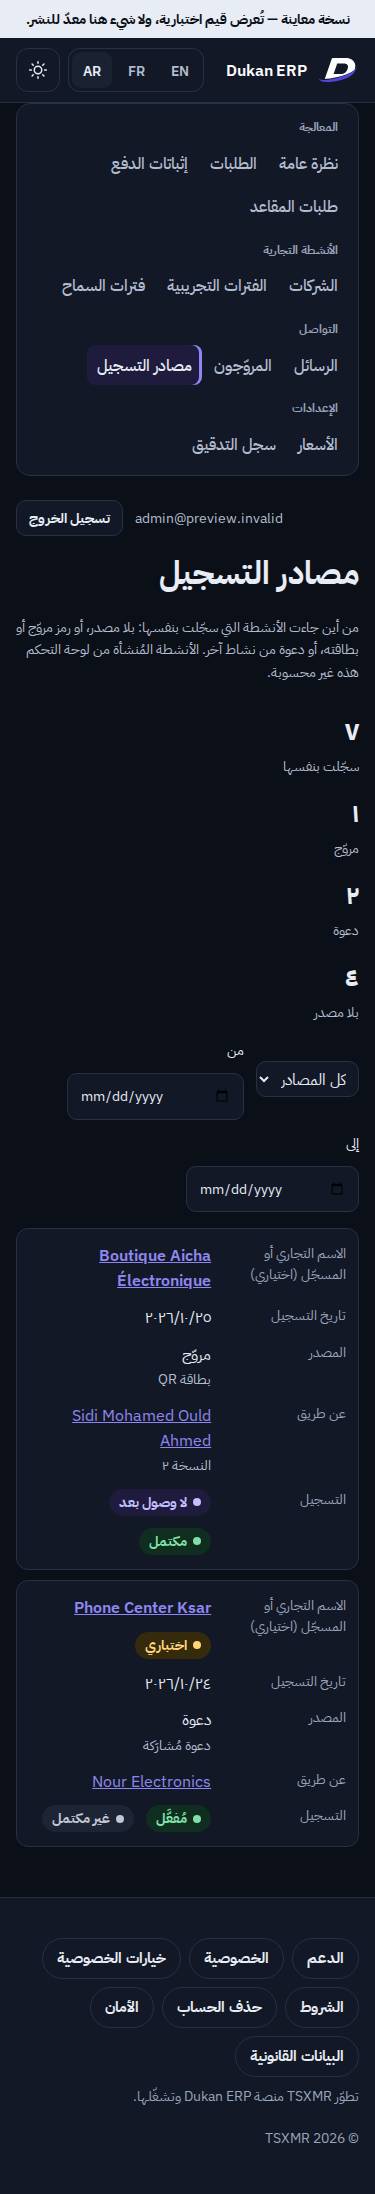 نسخة معاينة — تُعرض قيم اختبارية، ولا شيء هنا معدّ للنشر.
Dukan ERP
EN FR AR
المعالجة
نظرة عامة الطلبات إثباتات الدفع
طلبات المقاعد
الأنشطة التجارية
الشركات الفترات التجريبية فترات السماح
التواصل
الرسائل المروّجون مصادر التسجيل
الإعدادات
الأسعار سجل التدقيق
admin@preview.invalid تسجيل الخروج
مصادر التسجيل
من أين جاءت الأنشطة التي سجّلت بنفسها: بلا مصدر، أو رمز مروّج أو
بطاقته، أو دعوة من نشاط آخر. الأنشطة المُنشأة من لوحة التحكم
هذه غير محسوبة.
٧
سجّلت بنفسها
١
مروّج
٢
دعوة
٤
بلا مصدر
كل المصادر
من
mm/dd/yyyy
إلى
mm/dd/yyyy
الاسم التجاري أو
المسجّل (اختياري)
Boutique Aicha
Électronique
تاريخ التسجيل ٢٠٢٦/١٠/٢٥
المصدر مروّج
بطاقة QR
عن طريق Sidi Mohamed Ould
Ahmed
النسخة ٢
التسجيل لا وصول بعد
مكتمل
الاسم التجاري أو
المسجّل (اختياري)
Phone Center Ksar
اختباري
تاريخ التسجيل ٢٠٢٦/١٠/٢٤
المصدر دعوة
دعوة مُشارَكة
عن طريق Nour Electronics
التسجيل مُفعَّل غير مكتمل
الدعم الخصوصية خيارات الخصوصية
الشروط حذف الحساب الأمان
البيانات القانونية
تطوّر TSXMR منصة Dukan ERP وتشغّلها.
© 2026 TSXMR